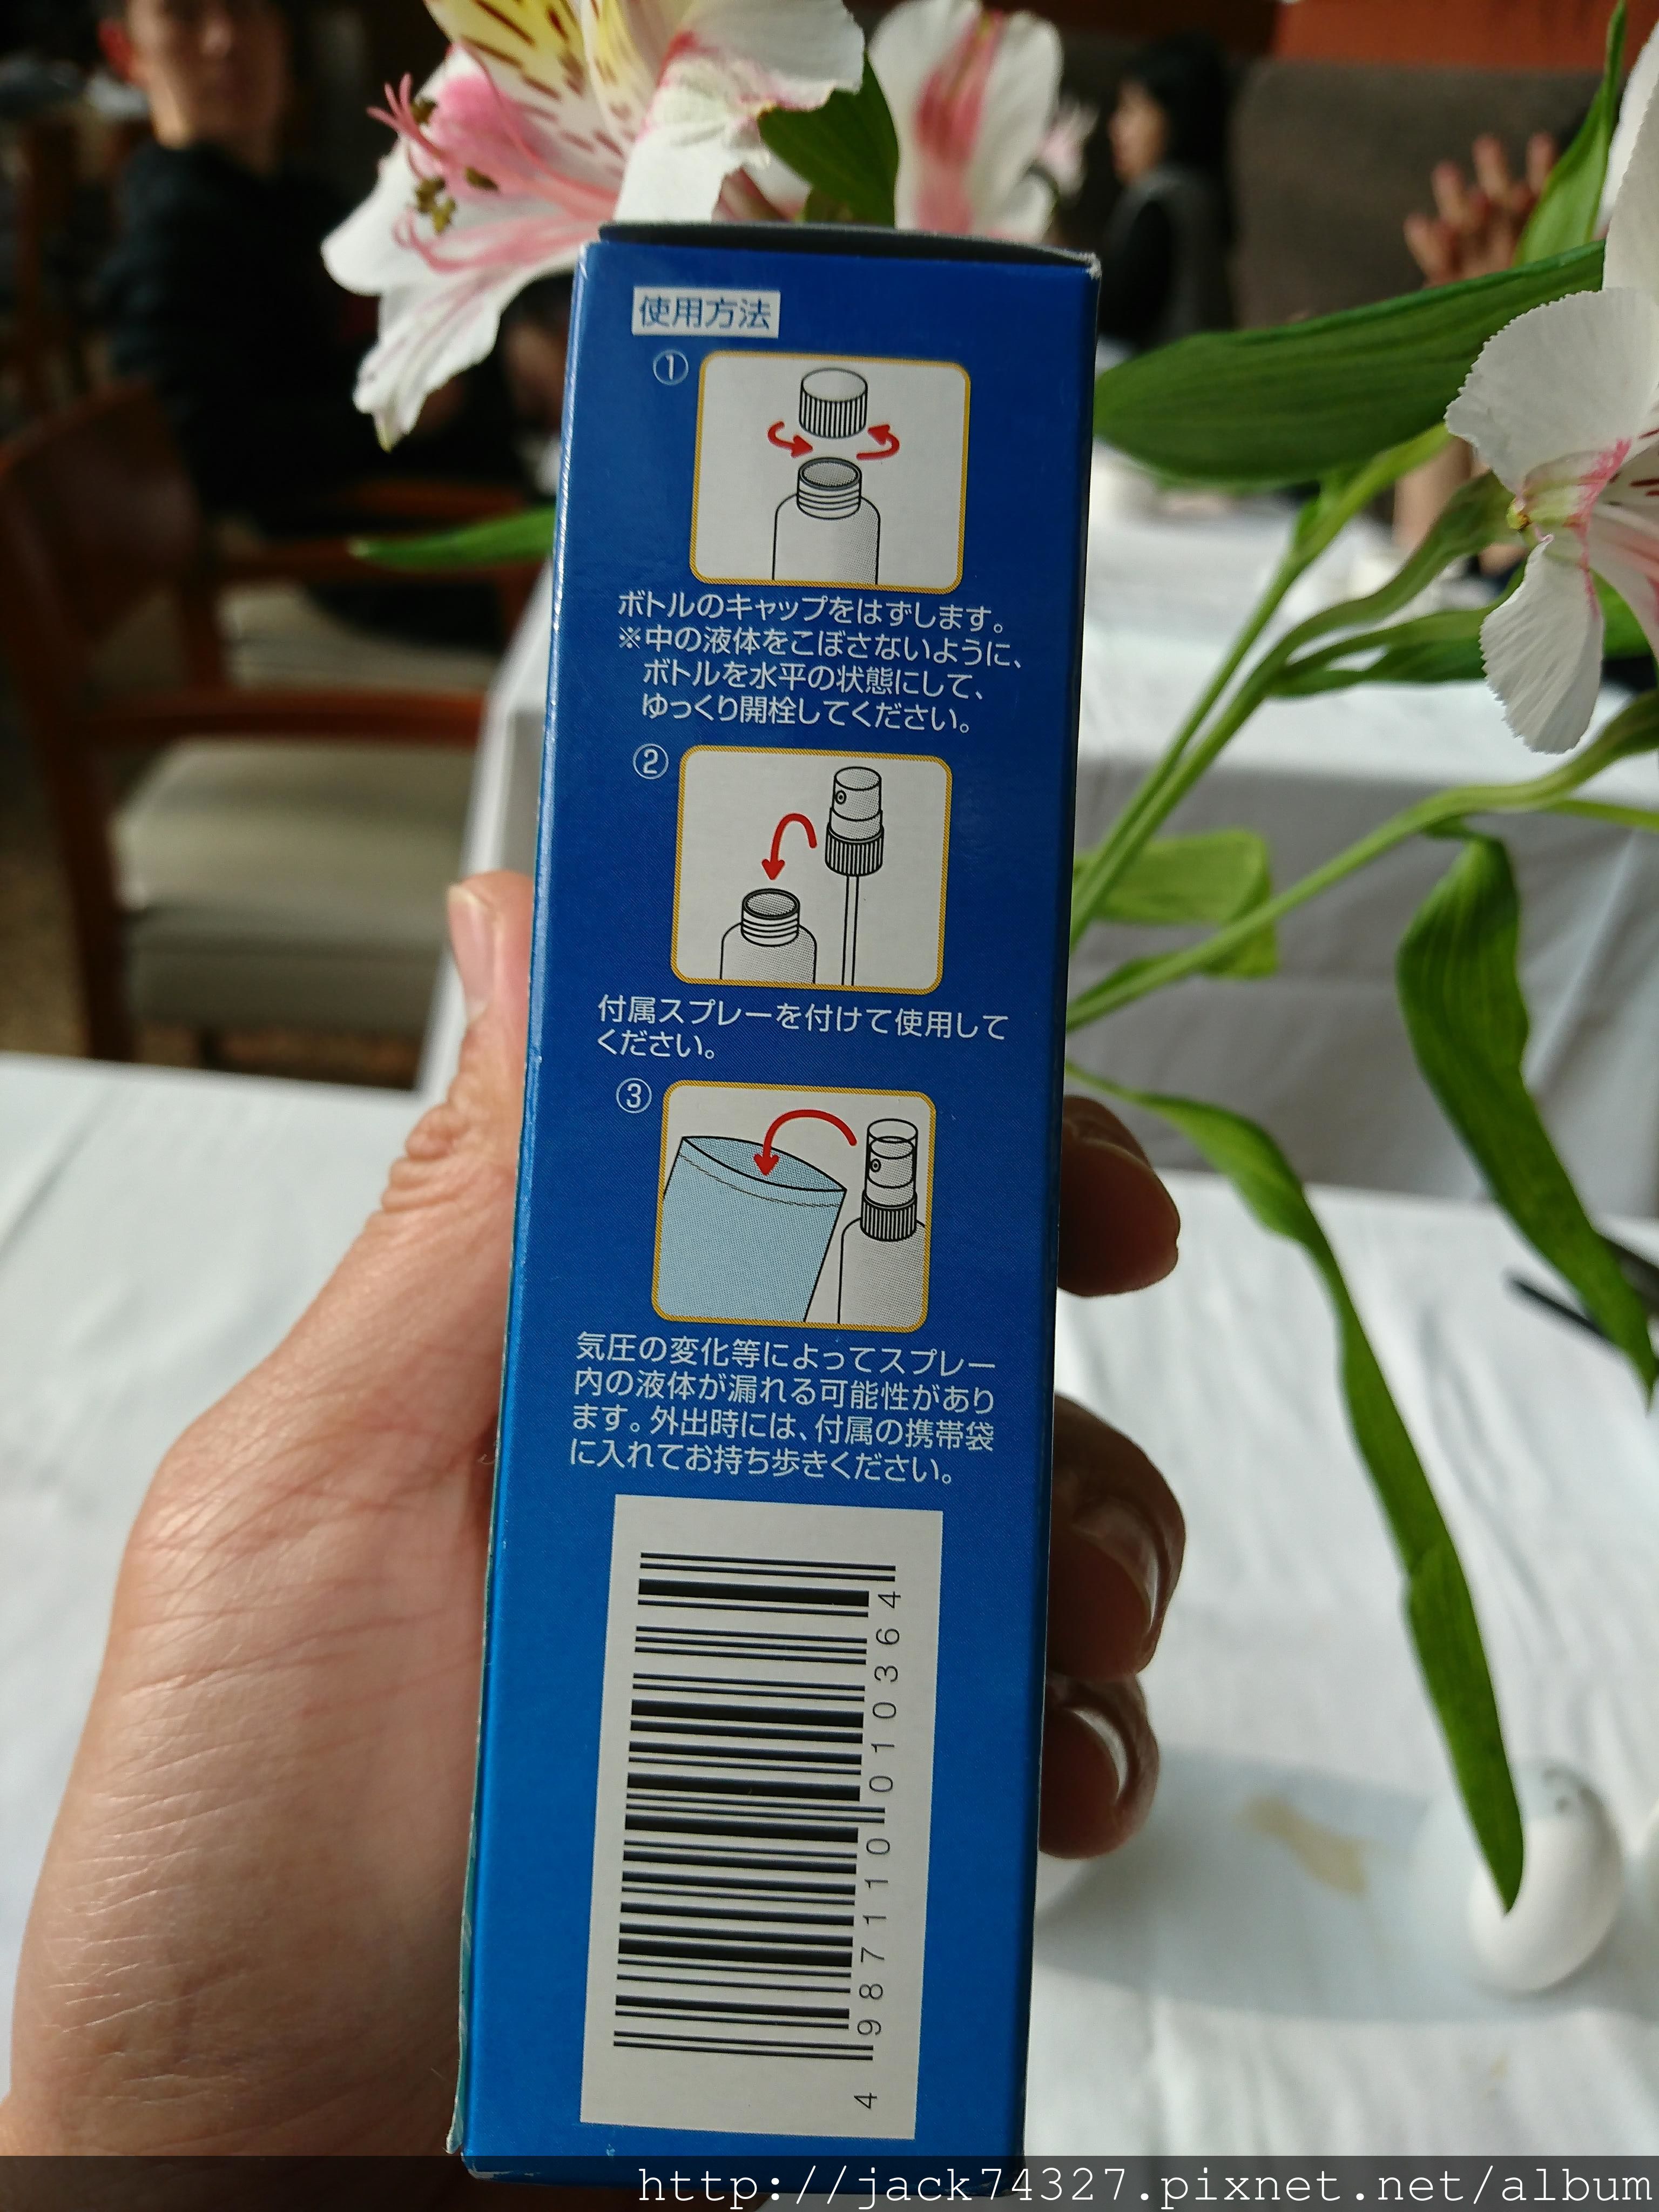 使用方法
①
ボトルのキャップをはずします。
※中の液体をこぼさないように、
ボトルを水平の状態にして、
ゆっくり開栓してください。
②
付属スプレーを付けて使用して
ください。
③
気圧の変化等によってスプレー
内の液体が漏れる可能性があり
ます。外出時には、付属の携帯袋
に入れてお持ち歩きください。
4 987110 010364
http://jack74327.pixnet.net/album